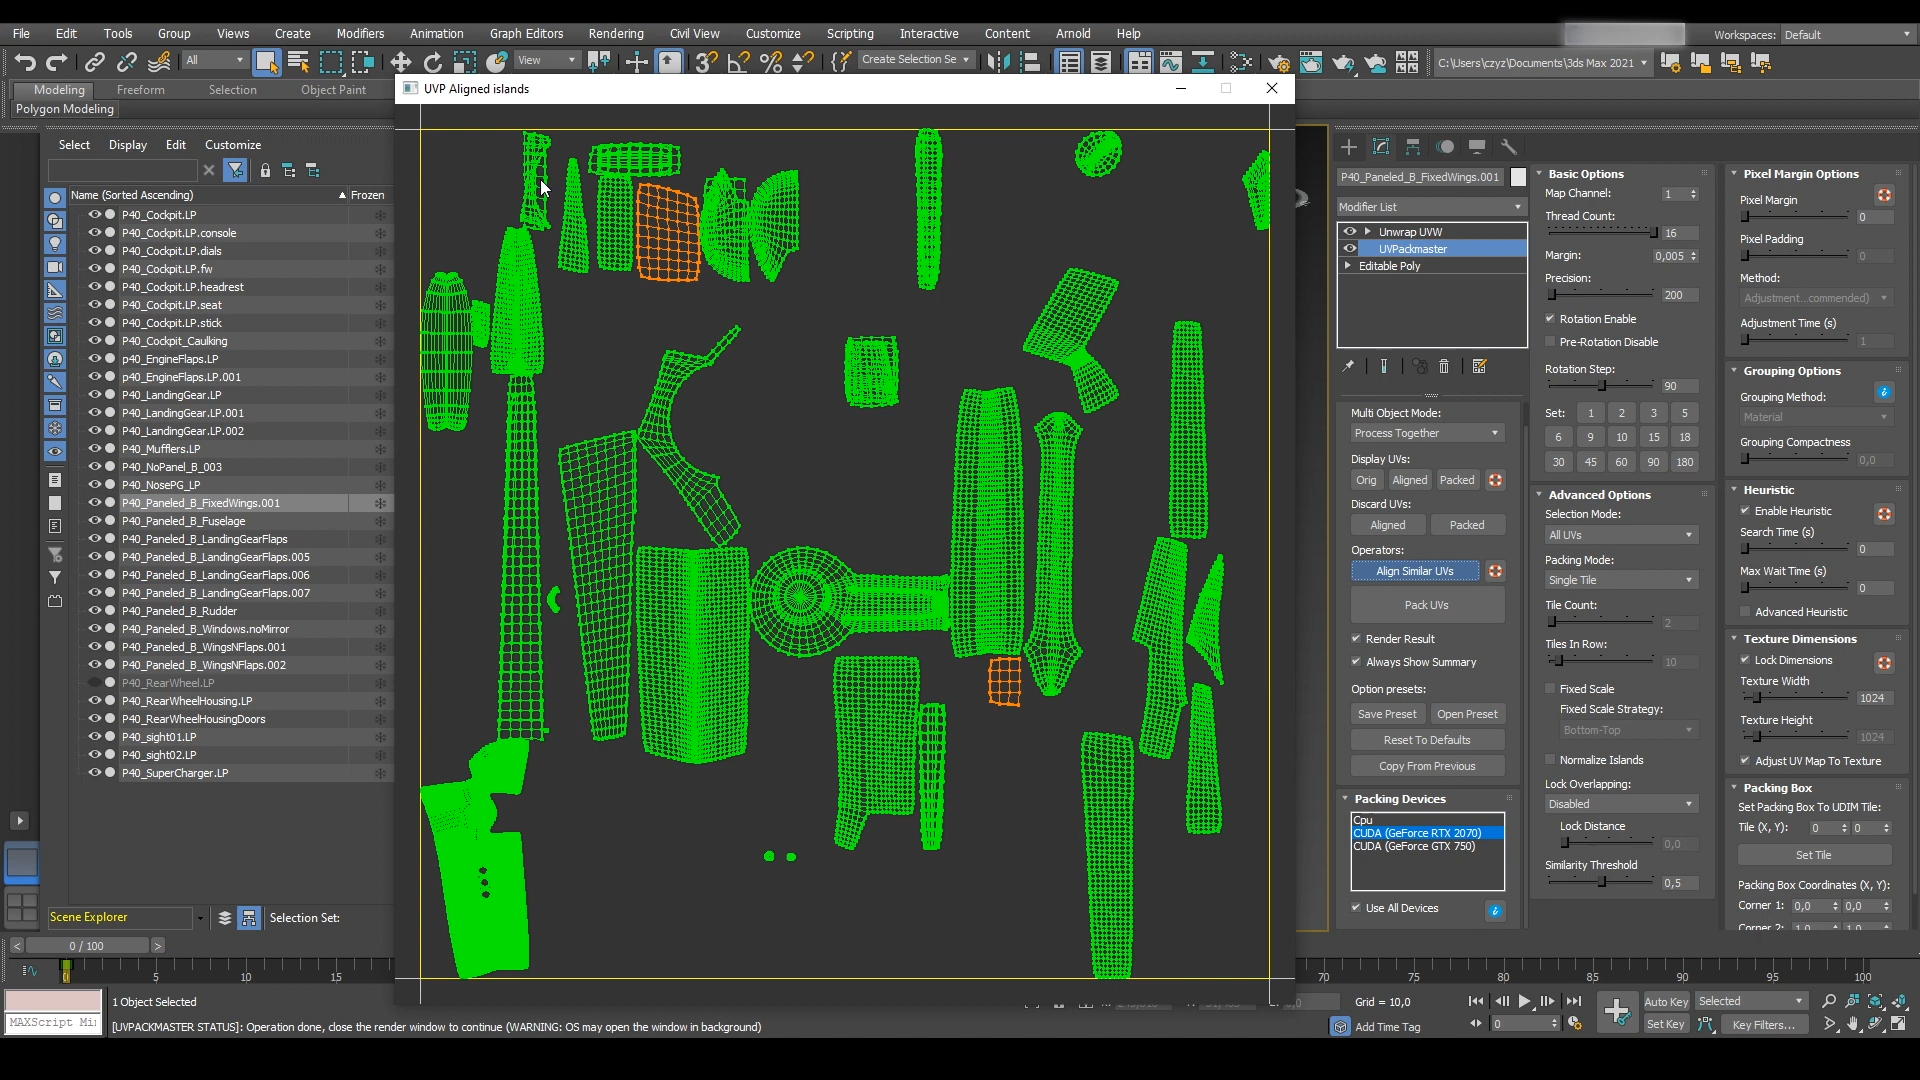 File Edit Tools Group Views Create Modifiers Animation Graph Editors Rendering Civil View Customize Scripting Interactive Content Arnold Help Workspaces: Default
All View Create Selection Se C:\Users\czyz\Documents\3ds Max 2021
Modeling Freeform Selection Object Paint
Polygon Modeling
UVP Aligned islands
Select Display Edit Customize
Name (Sorted Ascending) Frozen
P40_Cockpit.LP
P40_Cockpit.LP.console
P40_Cockpit.LP.dials
P40_Cockpit.LP.fw
P40_Cockpit.LP.headrest
P40_Cockpit.LP.seat
P40_Cockpit.LP.stick
P40_Cockpit_Caulking
p40_EngineFlaps.LP
p40_EngineFlaps.LP.001
P40_LandingGear.LP
P40_LandingGear.LP.001
P40_LandingGear.LP.002
P40_Mufflers.LP
P40_NoPanel_B_003
P40_NosePG_LP
P40_Paneled_B_FixedWings.001
P40_Paneled_B_Fuselage
P40_Paneled_B_LandingGearFlaps
P40_Paneled_B_LandingGearFlaps.005
P40_Paneled_B_LandingGearFlaps.006
P40_Paneled_B_LandingGearFlaps.007
P40_Paneled_B_Rudder
P40_Paneled_B_Windows.noMirror
P40_Paneled_B_WingsNFlaps.001
P40_Paneled_B_WingsNFlaps.002
P40_RearWheel.LP
P40_RearWheelHousing.LP
P40_RearWheelHousingDoors
P40_sight01.LP
P40_sight02.LP
P40_SuperCharger.LP
Scene Explorer Selection Set:
P40_Paneled_B_FixedWings.001
Modifier List
Unwrap UVW
UVPackmaster
Editable Poly
Multi Object Mode:
Process Together
Display UVs:
Orig Aligned Packed
Discard UVs:
Aligned Packed
Operators:
Align Similar UVs
Pack UVs
Render Result
Always Show Summary
Option presets:
Save Preset Open Preset
Reset To Defaults
Copy From Previous
Packing Devices
Cpu
CUDA (GeForce RTX 2070)
CUDA (GeForce GTX 750)
Use All Devices
Basic Options
Map Channel: 1
Thread Count:
16
Margin: 0,005
Precision:
200
Rotation Enable
Pre-Rotation Disable
Rotation Step:
90
Set: 1 2 3 5
6 9 10 15 18
30 45 60 90 180
Advanced Options
Selection Mode:
All UVs
Packing Mode:
Single Tile
Tile Count:
2
Tiles In Row:
10
Fixed Scale
Fixed Scale Strategy:
Bottom-Top
Normalize Islands
Lock Overlapping:
Disabled
Lock Distance
0,0
Similarity Threshold
0,5
Pixel Margin Options
Pixel Margin
0
Pixel Padding
0
Method:
Adjustment...commended)
Adjustment Time (s)
1
Grouping Options
Grouping Method:
Material
Grouping Compactness
0,0
Heuristic
Enable Heuristic
Search Time (s)
0
Max Wait Time (s)
0
Advanced Heuristic
Texture Dimensions
Lock Dimensions
Texture Width
1024
Texture Height
1024
Adjust UV Map To Texture
Packing Box
Set Packing Box To UDIM Tile:
Tile (X, Y): 0 0
Set Tile
Packing Box Coordinates (X, Y):
Corner 1: 0,0 0,0
Corner 2: 1,0 1,0
< 0 / 100 >
0 5 10 15 70 75 80 85 90 95 100
1 Object Selected Grid = 10,0 Auto Key Selected
MAXScript Mi [UVPACKMASTER STATUS]: Operation done, close the render window to continue (WARNING: OS may open the window in background) Add Time Tag 0 Set Key Key Filters...